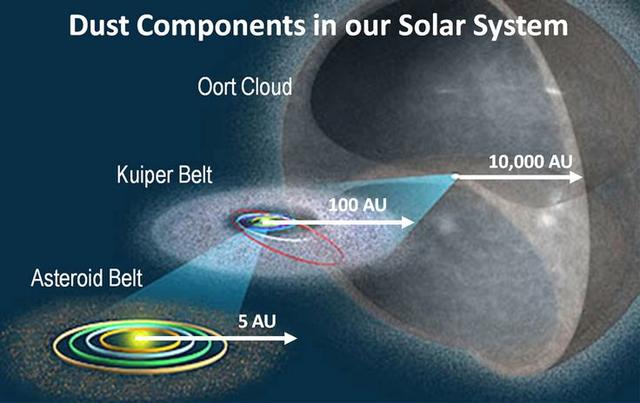 Dust Components in our Solar System
Oort Cloud
10,000 AU
Kuiper Belt
100 AU
Asteroid Belt
5 AU